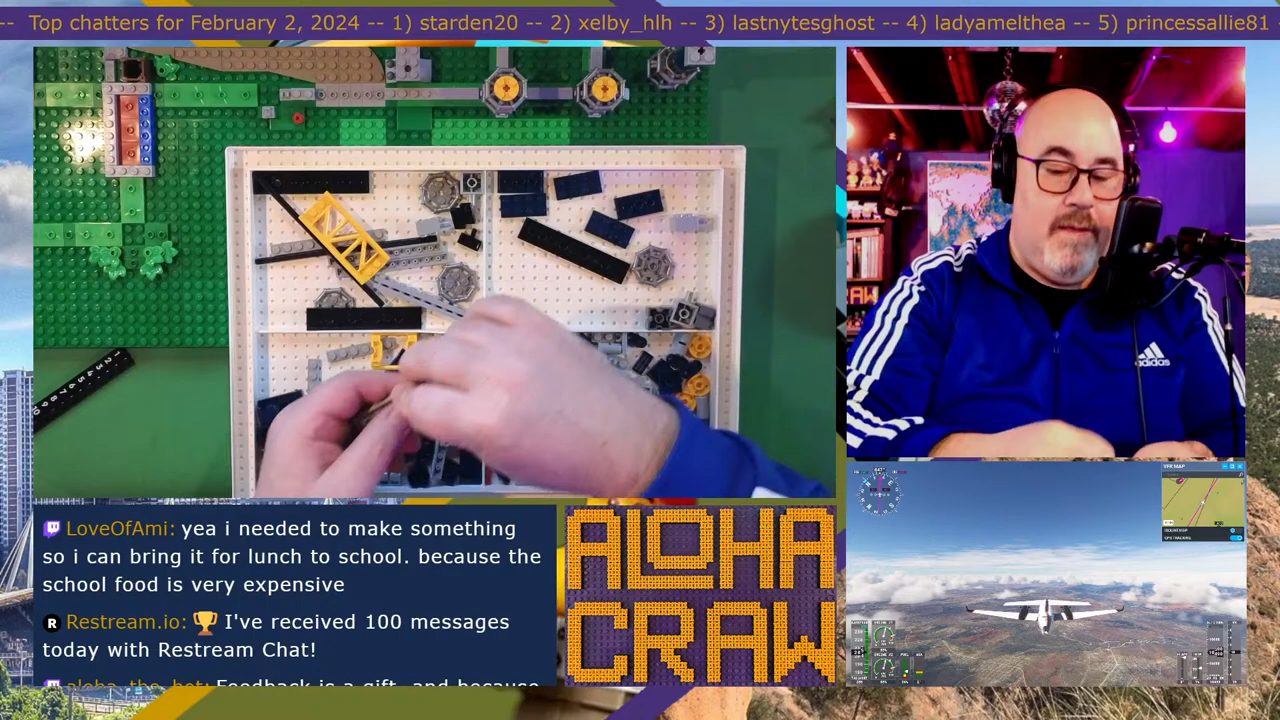 -- Top chatters for February 2, 2024 -- 1) starden20 -- 2) xelby_hlh -- 3) lastnytesghost -- 4) ladyamelthea -- 5) princessallie81
adidas
VFR MAP
LoveOfAmi: yea i needed to make something
so i can bring it for lunch to school. because the
school food is very expensive
Restream.io: 🏆 I've received 100 messages
today with Restream Chat!
Feedback is a gift, and
ALOHA
CRAW